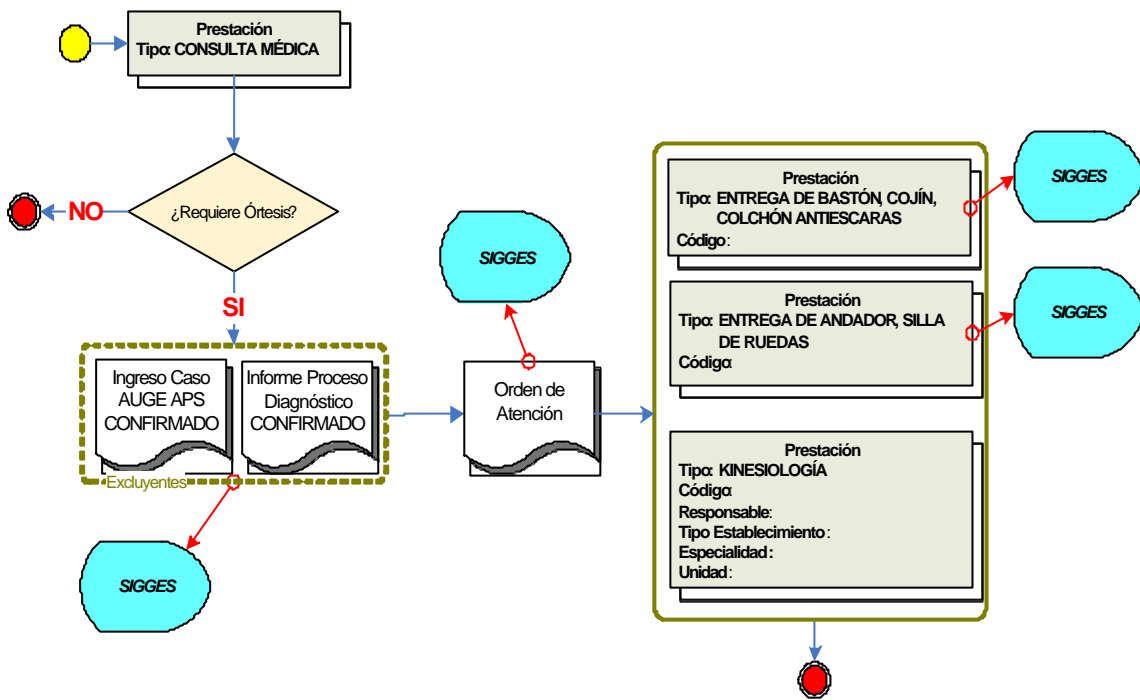 Prestación
Tipo: CONSULTA MÉDICA
¿Requiere Órtesis?
NO
SI
Ingreso Caso
AUGE APS
CONFIRMADO
Informe Proceso
Diagnóstico
CONFIRMADO
Excluyentes
SIGGES
SIGGES
Orden de
Atención
Prestación
Tipo: ENTREGA DE BASTÓN, COJÍN,
COLCHÓN ANTIESCARAS
Código:
SIGGES
Prestación
Tipo: ENTREGA DE ANDADOR, SILLA
DE RUEDAS
Código:
SIGGES
Prestación
Tipo: KINESIOLOGÍA
Código:
Responsable:
Tipo Establecimiento:
Especialidad:
Unidad: